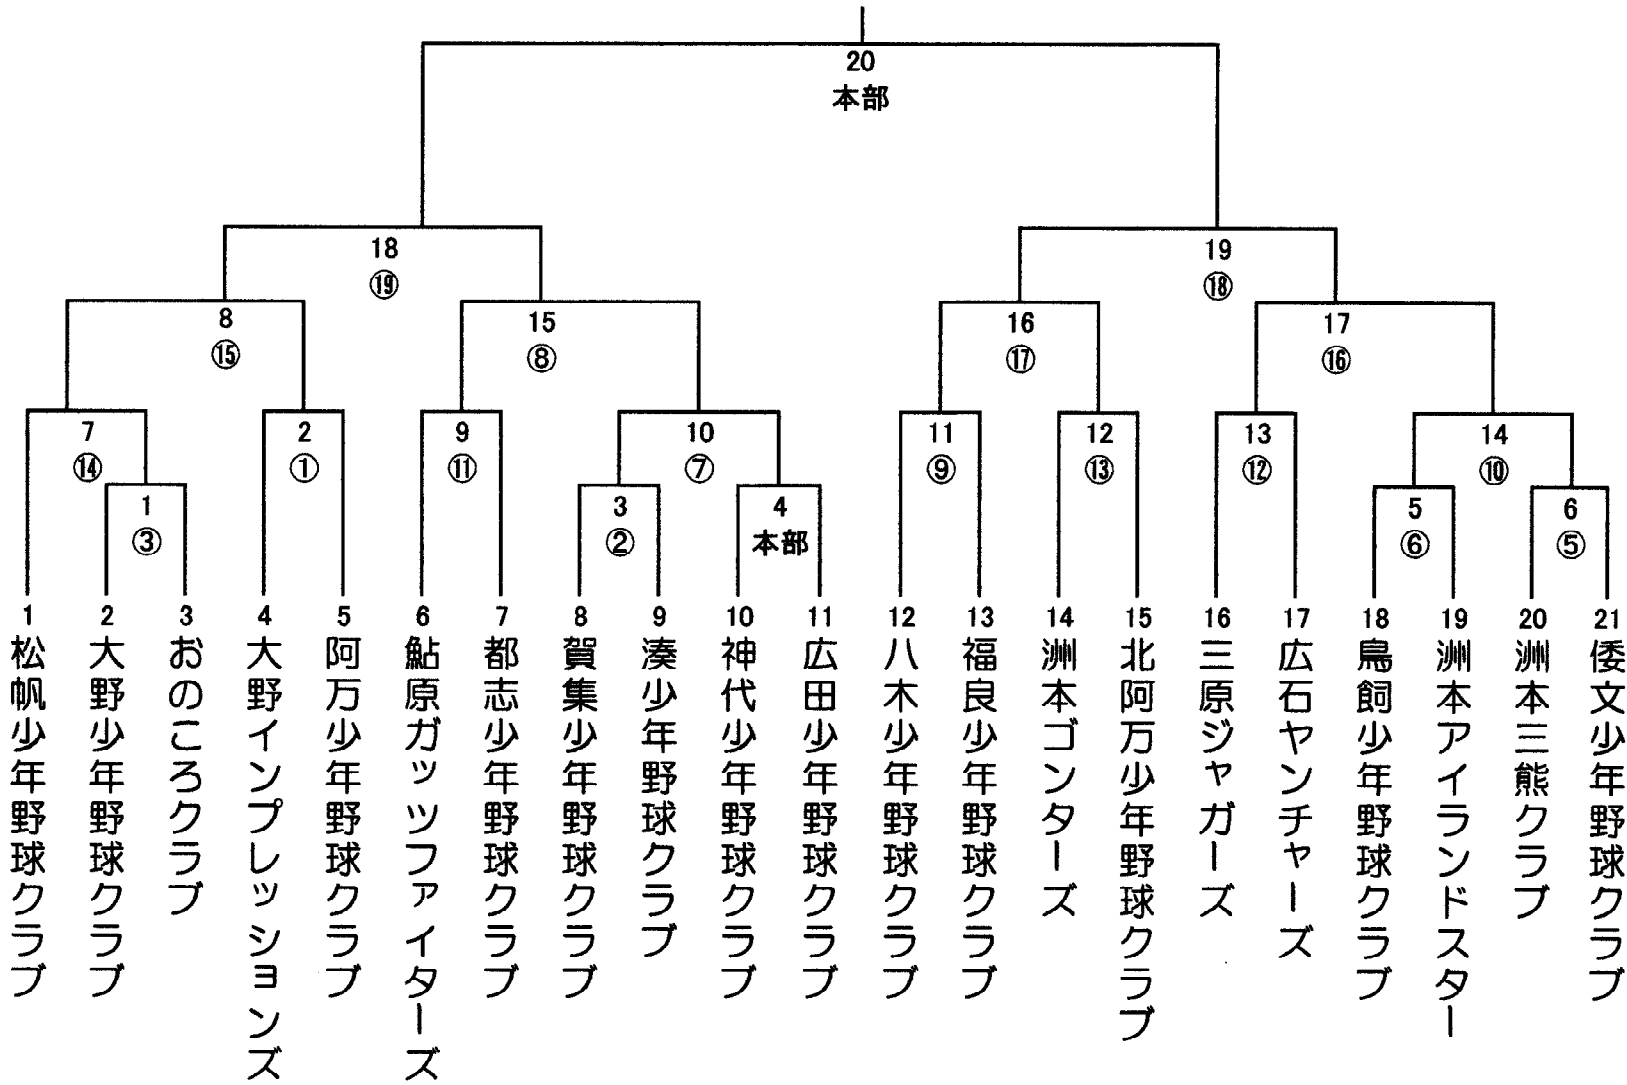 20
本部
18
⑲
19
⑱
8
⑮
15
⑧
16
⑰
17
⑯
7
⑭
2
①
9
⑪
10
⑦
11
⑨
12
⑬
13
⑫
14
⑩
1
③
3
②
4
本部
5
⑥
6
⑤
1 松帆少年野球クラブ
2 大野少年野球クラブ
3 おのころクラブ
4 大野インプレッションズ
5 阿万少年野球クラブ
6 鮎原ガッツファイターズ
7 都志少年野球クラブ
8 賀集少年野球クラブ
9 湊少年野球クラブ
10 神代少年野球クラブ
11 広田少年野球クラブ
12 八木少年野球クラブ
13 福良少年野球クラブ
14 洲本ゴンターズ
15 北阿万少年野球クラブ
16 三原ジャガーズ
17 広石ヤンチャーズ
18 鳥飼少年野球クラブ
19 洲本アイランドスター
20 洲本三熊クラブ
21 倭文少年野球クラブ